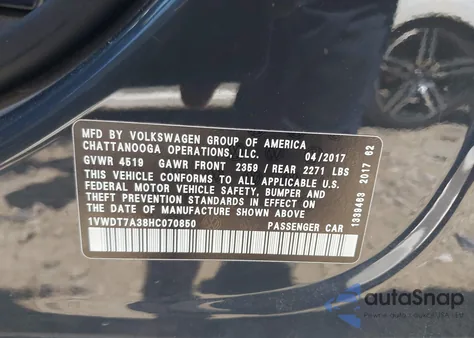 MFD BY VOLKSWAGEN GROUP OF AMERICA
CHATTANOOGA OPERATIONS, LLC. 04/2017
GVWR 4519 GAWR FRONT 2359 / REAR 2271 LBS
THIS VEHICLE CONFORMS TO ALL APPLICABLE U.S.
FEDERAL MOTOR VEHICLE SAFETY, BUMPER AND
THEFT PREVENTION STANDARDS IN EFFECT ON THE
DATE OF MANUFACTURE SHOWN ABOVE.
1VWDT7A38HC070850 PASSENGER CAR
1339463 2017 62
autoSnap